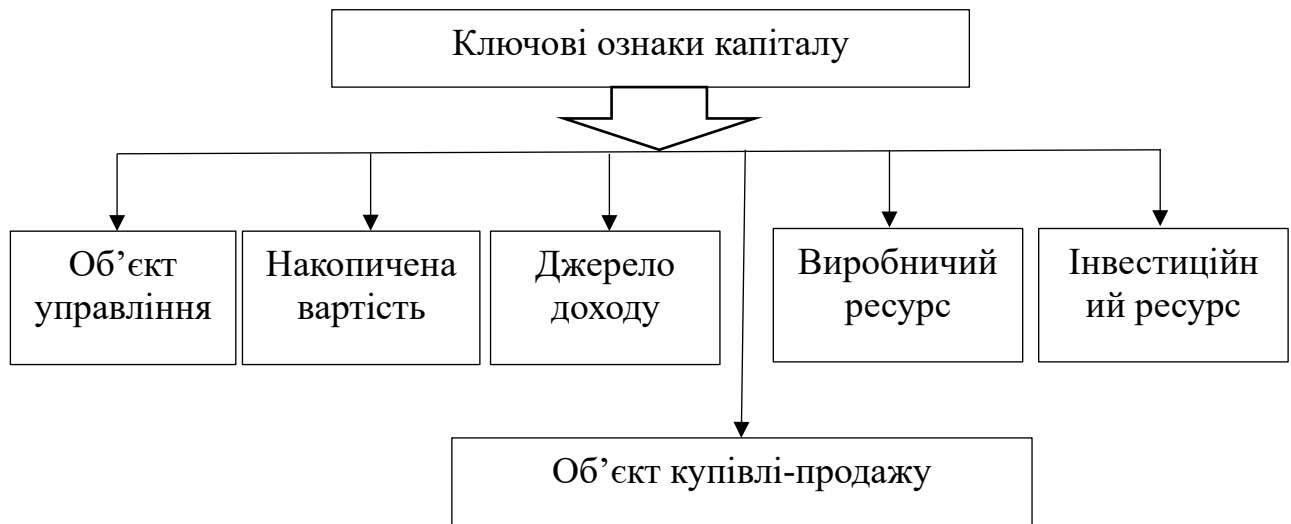 Ключові ознаки капіталу
Об’єкт
управління
Накопичена
вартість
Джерело
доходу
Виробничий
ресурс
Інвестиційн
ий ресурс
Об’єкт купівлі-продажу